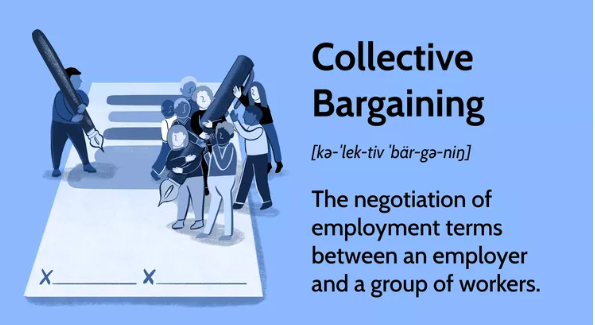 Collective
Bargaining
[kə-ˈlek-tiv ˈbär-gə-niŋ]
The negotiation of
employment terms
between an employer
and a group of workers.
X X